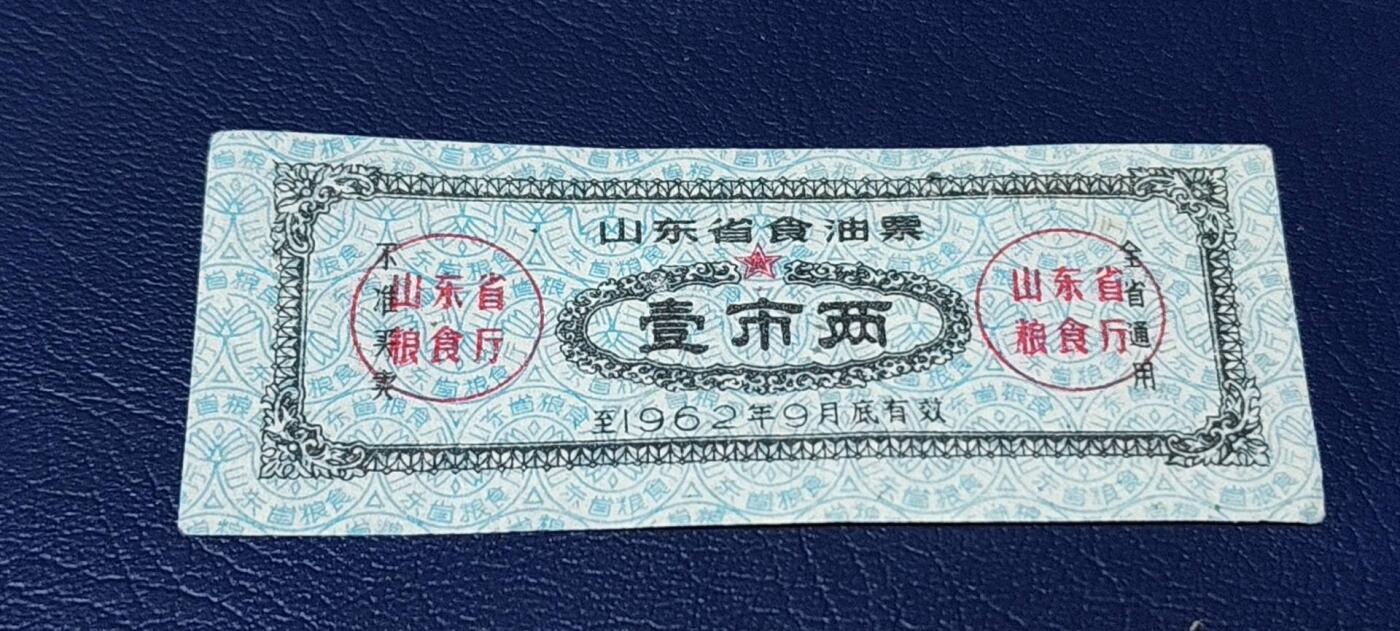 山东省食油票
不准买卖
山东省
粮食厅
壹市两
山东省
粮食厅
全省通用
至1962年9月底有效